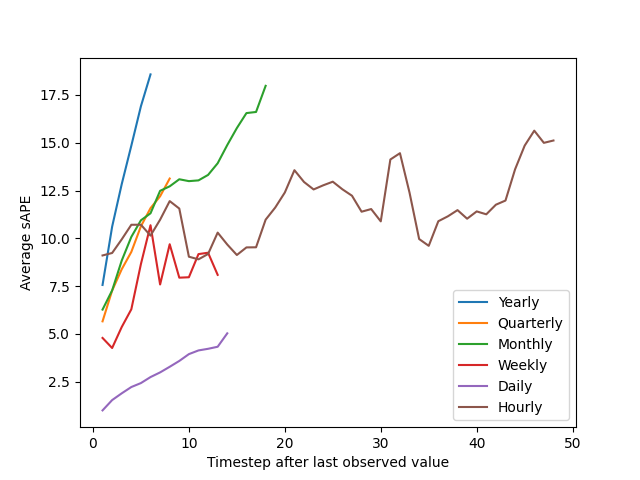 17.5
15.0
12.5
10.0
7.5
5.0
2.5
Average sAPE
0 10 20 30 40 50
Timestep after last observed value
Yearly
Quarterly
Monthly
Weekly
Daily
Hourly